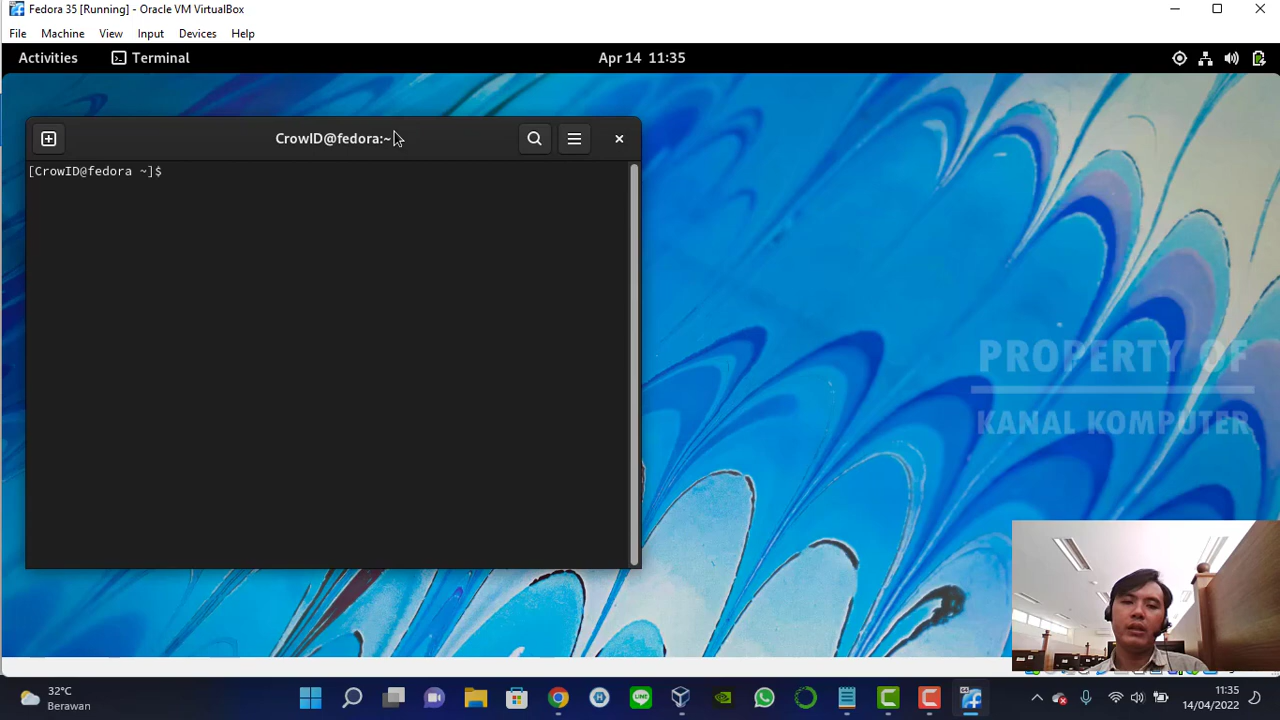 Fedora 35 [Running] - Oracle VM VirtualBox
File Machine View Input Devices Help
Activities Terminal Apr 14 11:35
CrowID@fedora:~
[CrowID@fedora ~]$
PROPERTY OF
KANAL KOMPUTER
32°C
Berawan
LINE
11:35
14/04/2022